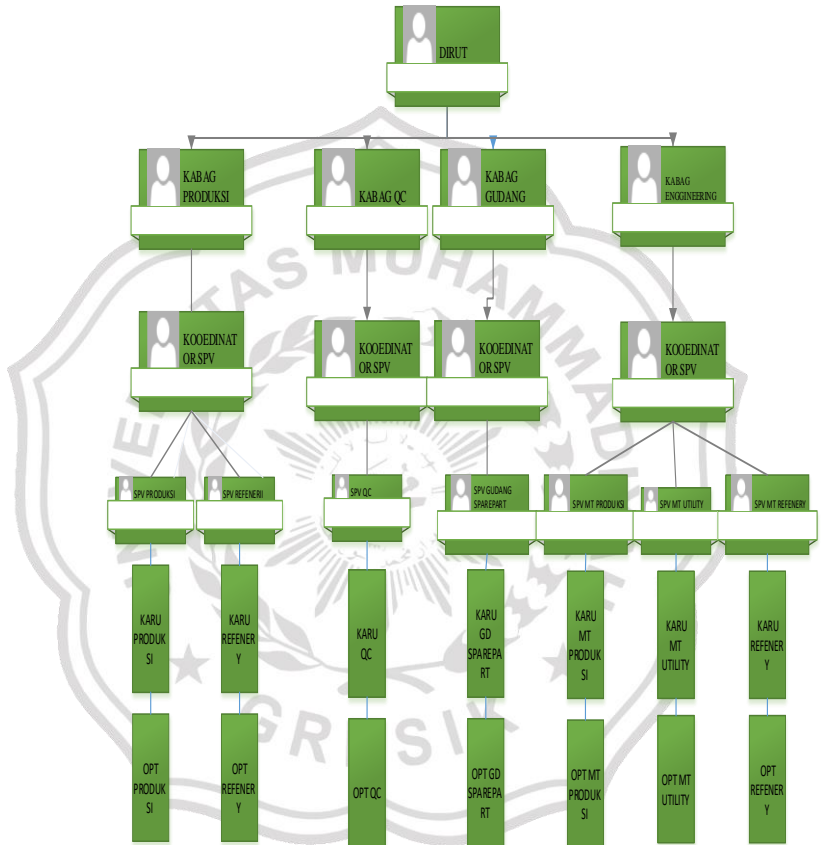 DIRUT
KABAG
PRODUKSI
KABAG QC
KABAG
GUDANG
KABAG
ENGGINEERING
KOOEDINAT
OR SPV
KOOEDINAT
OR SPV
KOOEDINAT
OR SPV
KOOEDINAT
OR SPV
SPV PRODUKSI
SPV REFENERII
SPV QC
SPV GUDANG
SPAREPART
SPV MT PRODUKSI
SPV MT UTILITY
SPV MT REFENERY
KARU
PRODUK
SI
KARU
REFENER
Y
KARU
QC
KARU
GD
SPAREPA
RT
KARU
MT
PRODUK
SI
KARU
MT
UTILITY
KARU
REFENER
Y
OPT
PRODUK
SI
OPT
REFENER
Y
OPT QC
OPT GD
SPAREPA
RT
OPT MT
PRODUK
SI
OPT MT
UTILITY
OPT
REFENER
Y
GRESIK